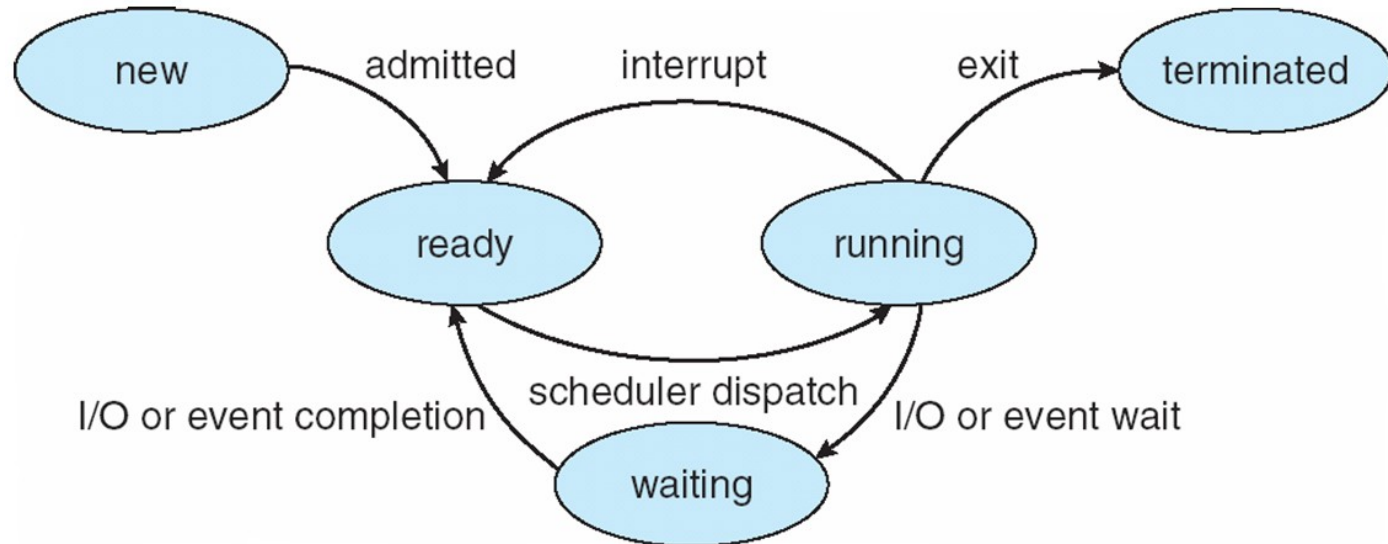 new
admitted
interrupt
exit
terminated
ready
running
scheduler dispatch
I/O or event completion
I/O or event wait
waiting